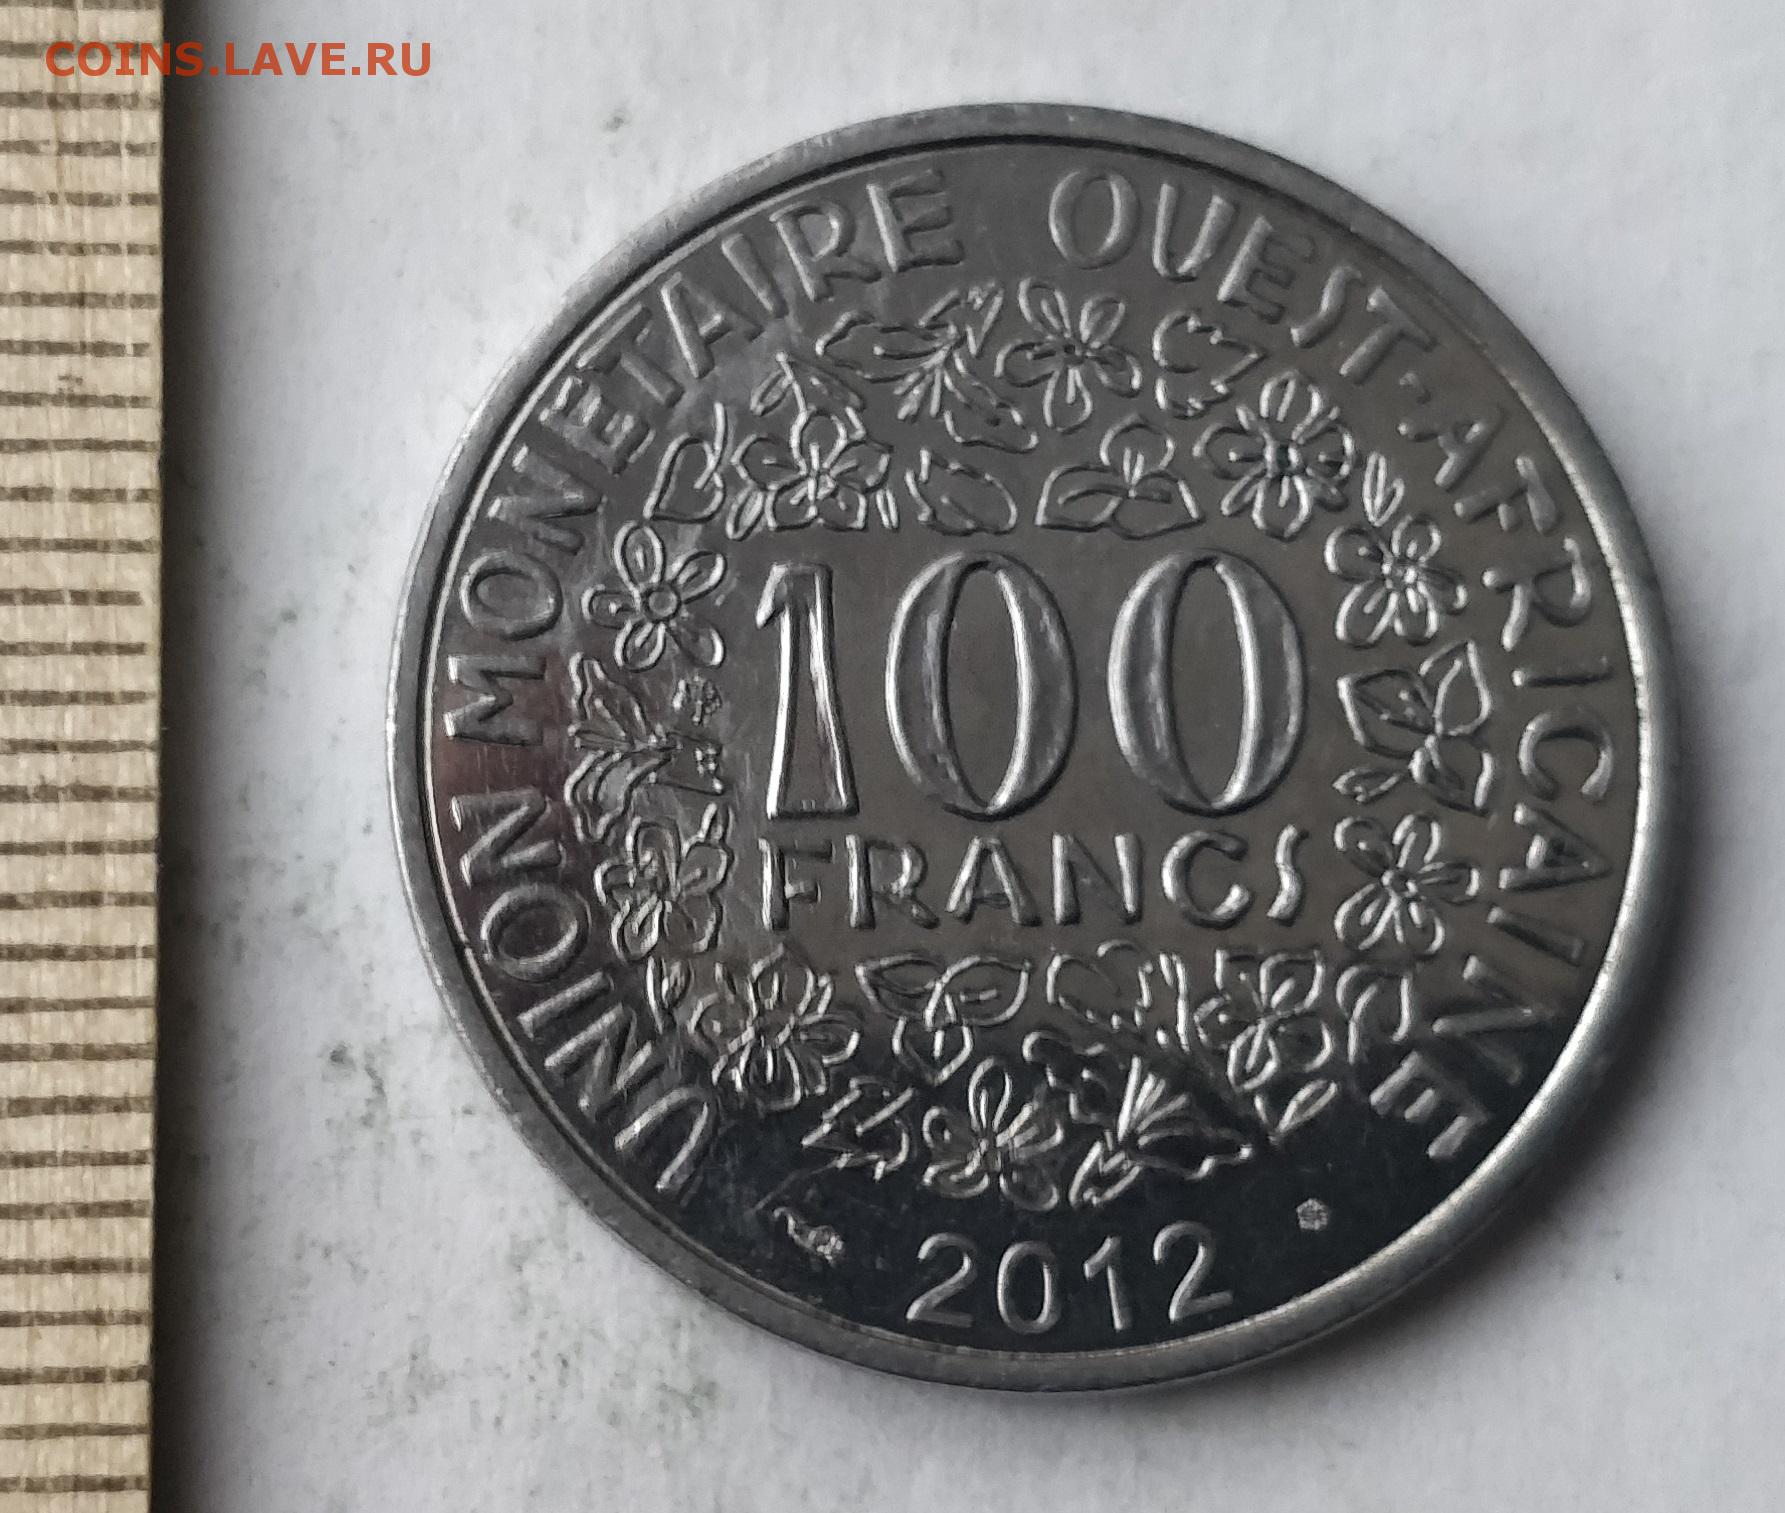 COINS.LAVE.RU
UNION MONETAIRE OUEST-AFRICAINE
100
FRANCS
2012